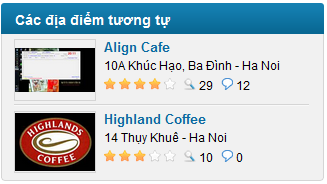 Các địa điểm tương tự
Align Cafe
10A Khúc Hạo, Ba Đình - Ha Noi
29 12
Highland Coffee
14 Thụy Khuê - Ha Noi
10 0
HIGHLANDS
COFFEE